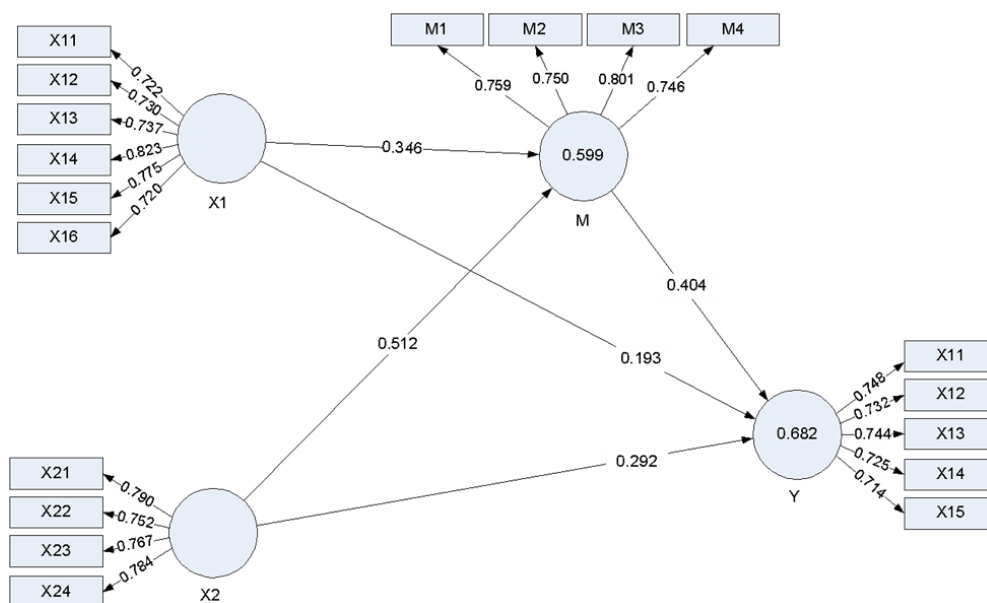 M1 M2 M3 M4
X11
X12
X13
X14
X15
X16
0.722
0.730
0.737
0.823
0.775
0.720
X1
0.759
0.750
0.801
0.746
0.346
0.599
M
0.404
0.512
0.193
0.292
X21
X22
X23
X24
0.790
0.752
0.767
0.784
X2
0.682
Y
0.748
0.732
0.744
0.725
0.714
X11
X12
X13
X14
X15